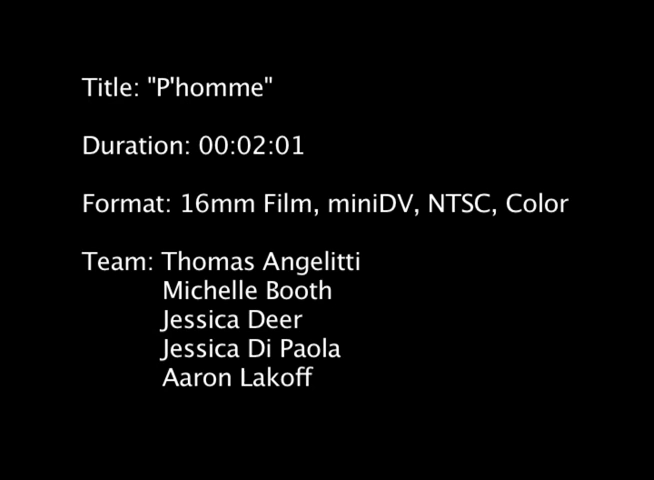 Title: "P'homme"
Duration: 00:02:01
Format: 16mm Film, miniDV, NTSC, Color
Team: Thomas Angelitti
Michelle Booth
Jessica Deer
Jessica Di Paola
Aaron Lakoff